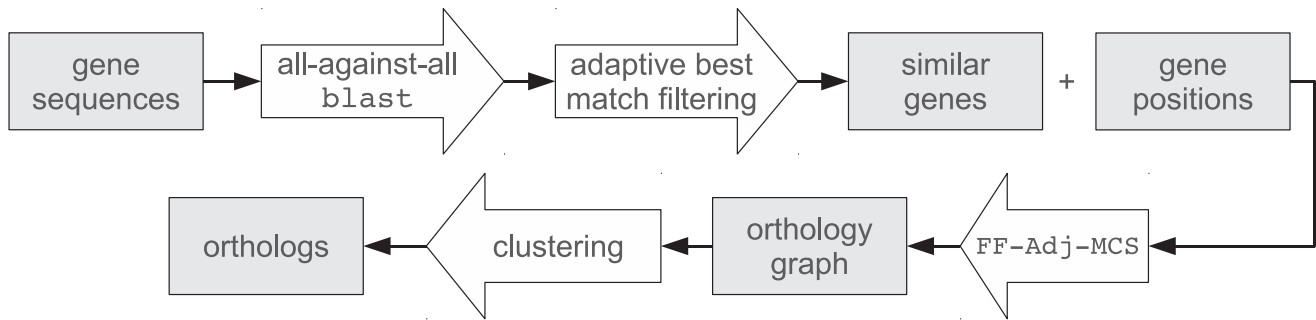 gene
sequences
all-against-all
blast
adaptive best
match filtering
similar
genes
+
gene
positions
FF-Adj-MCS
orthology
graph
clustering
orthologs